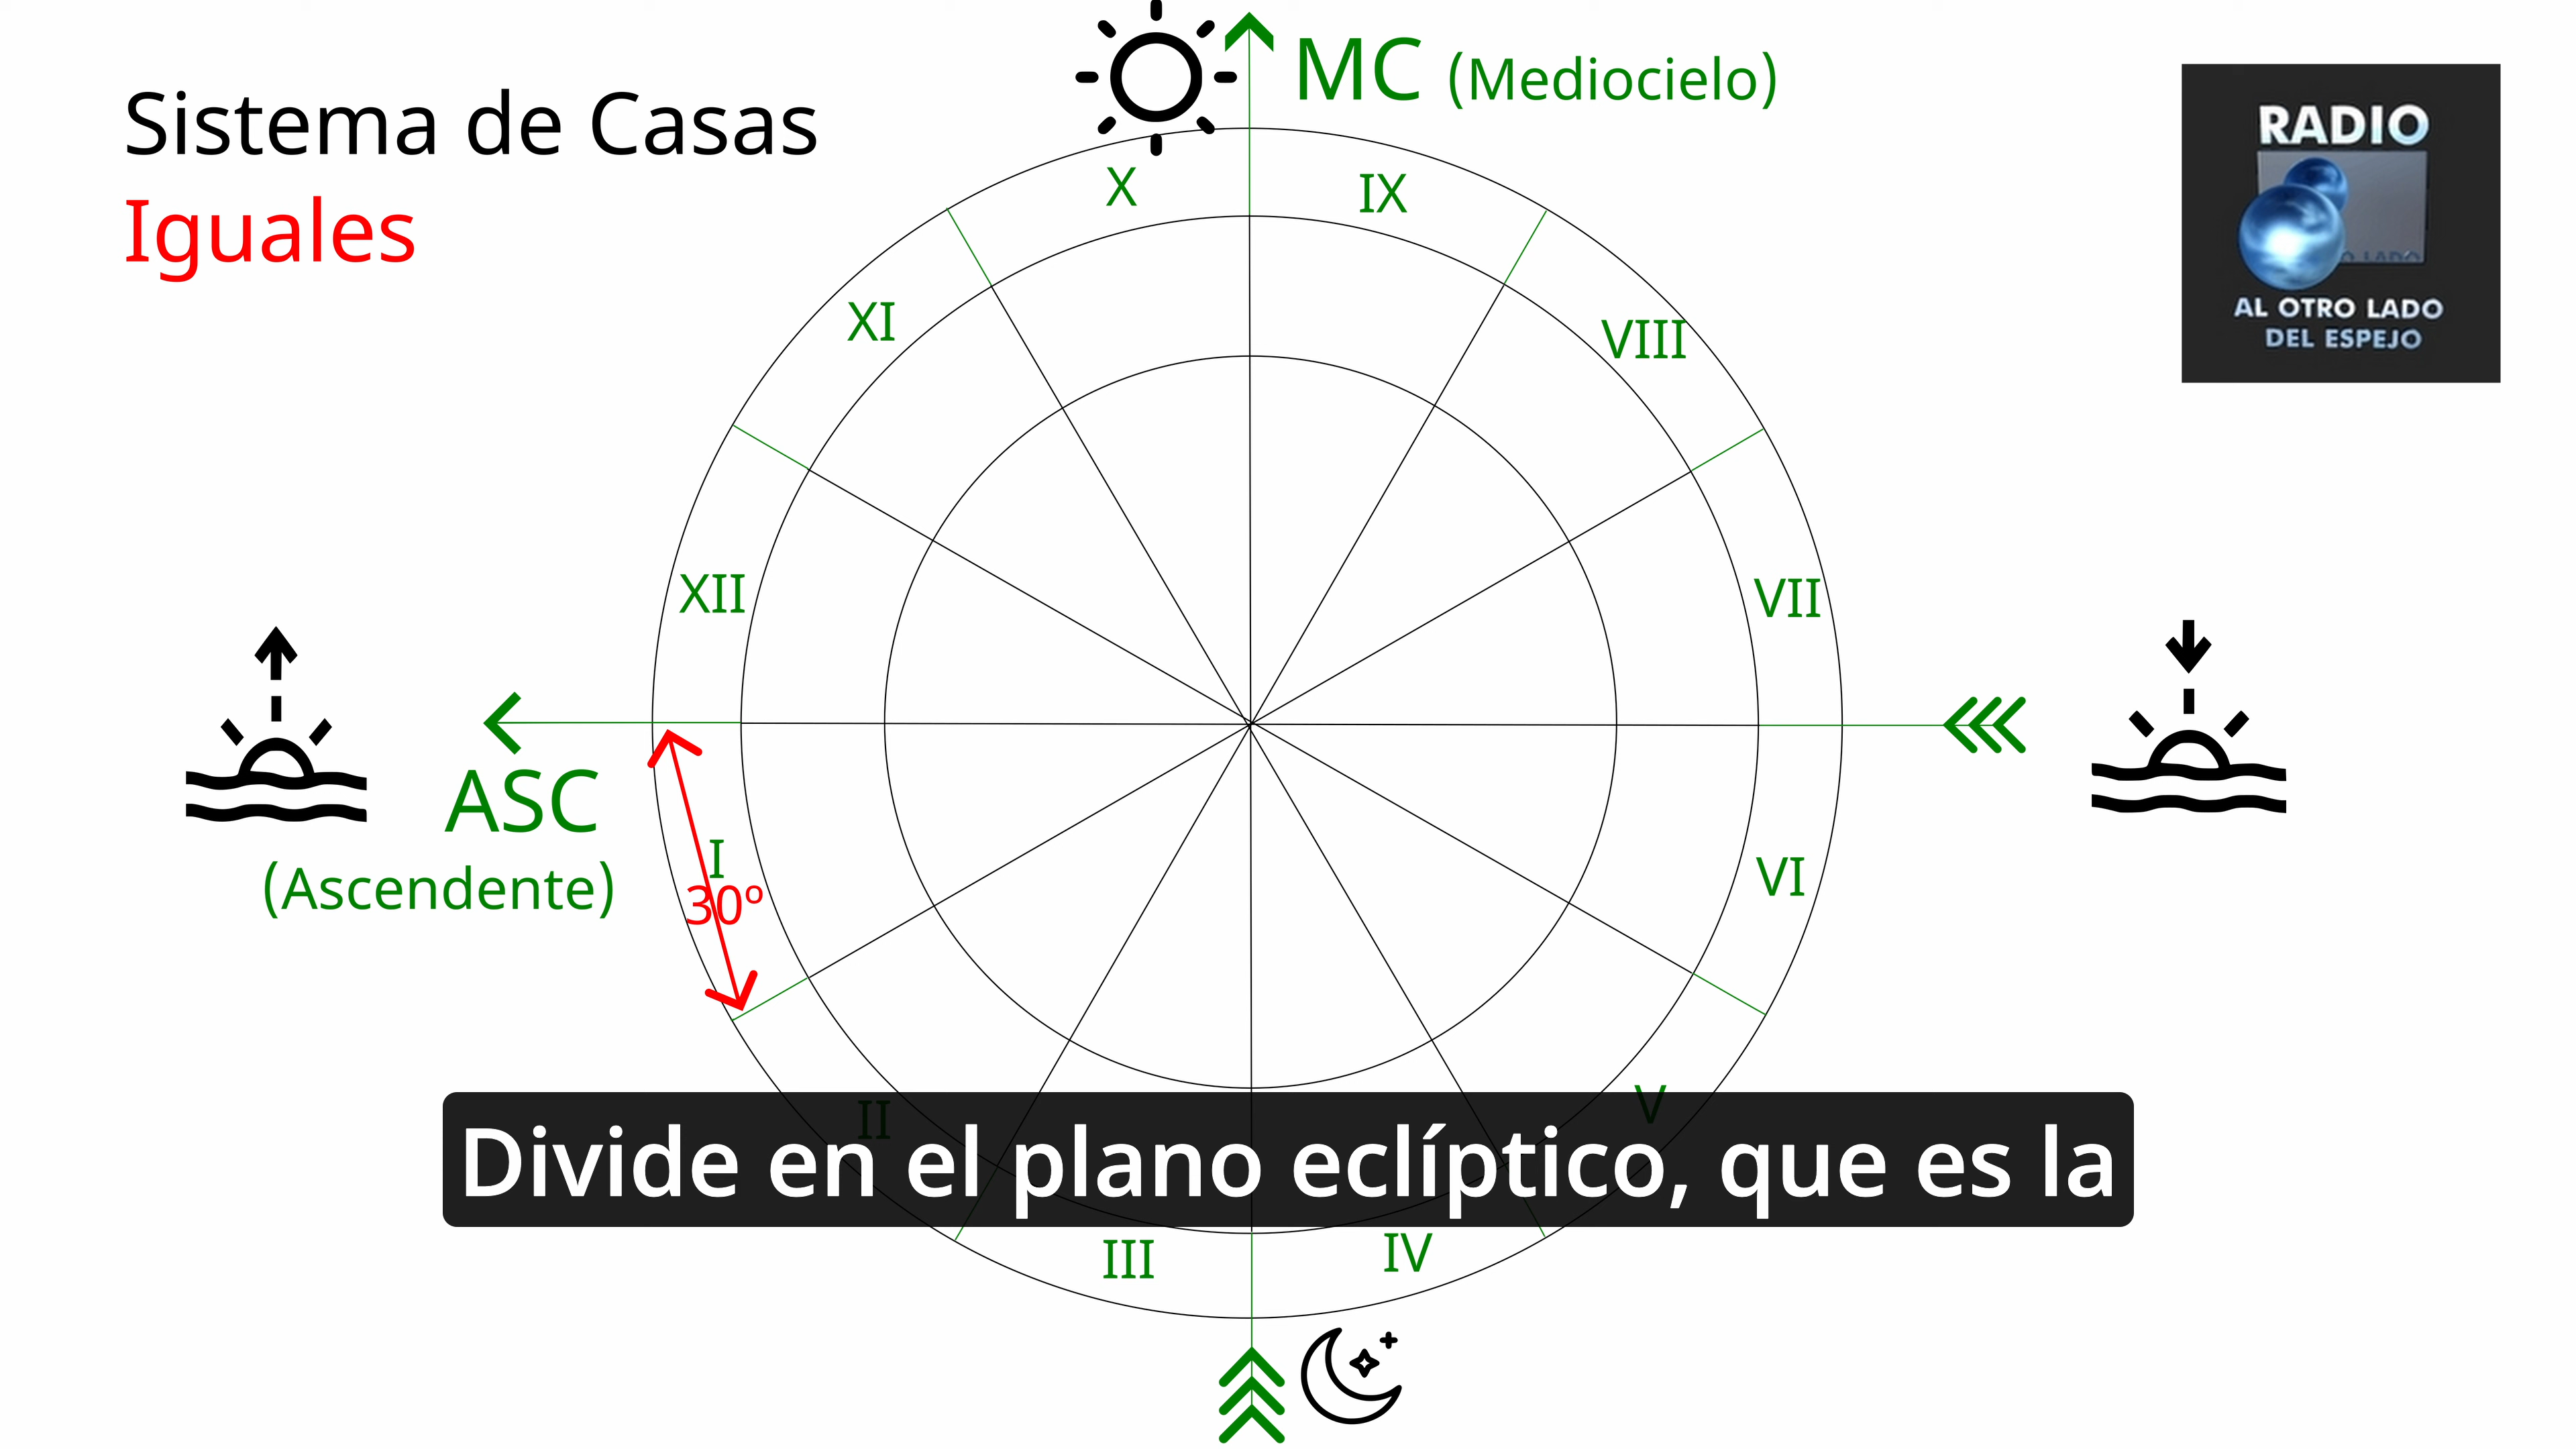 Sistema de Casas
Iguales
MC (Mediocielo)
RADIO
AL OTRO LADO
DEL ESPEJO
X
IX
XI
VIII
XII
VII
ASC
(Ascendente)
I
30º
VI
II
V
Divide en el plano eclíptico, que es la
III
IV